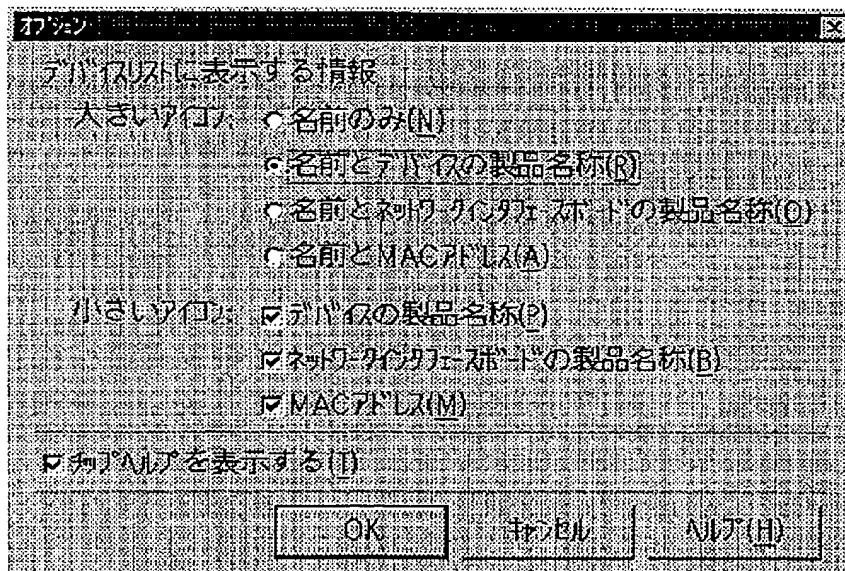 オプション
デバイスリストに表示する情報
大きいアイコン: 名前のみ(N)
名前とデバイスの製品名称(R)
名前とネットワークインタフェースボードの製品名称(O)
名前とMACアドレス(A)
小さいアイコン: デバイスの製品名称(P)
ネットワークインタフェースボードの製品名称(B)
MACアドレス(M)
チップヘルプを表示する(T)
OK キャンセル ヘルプ(H)